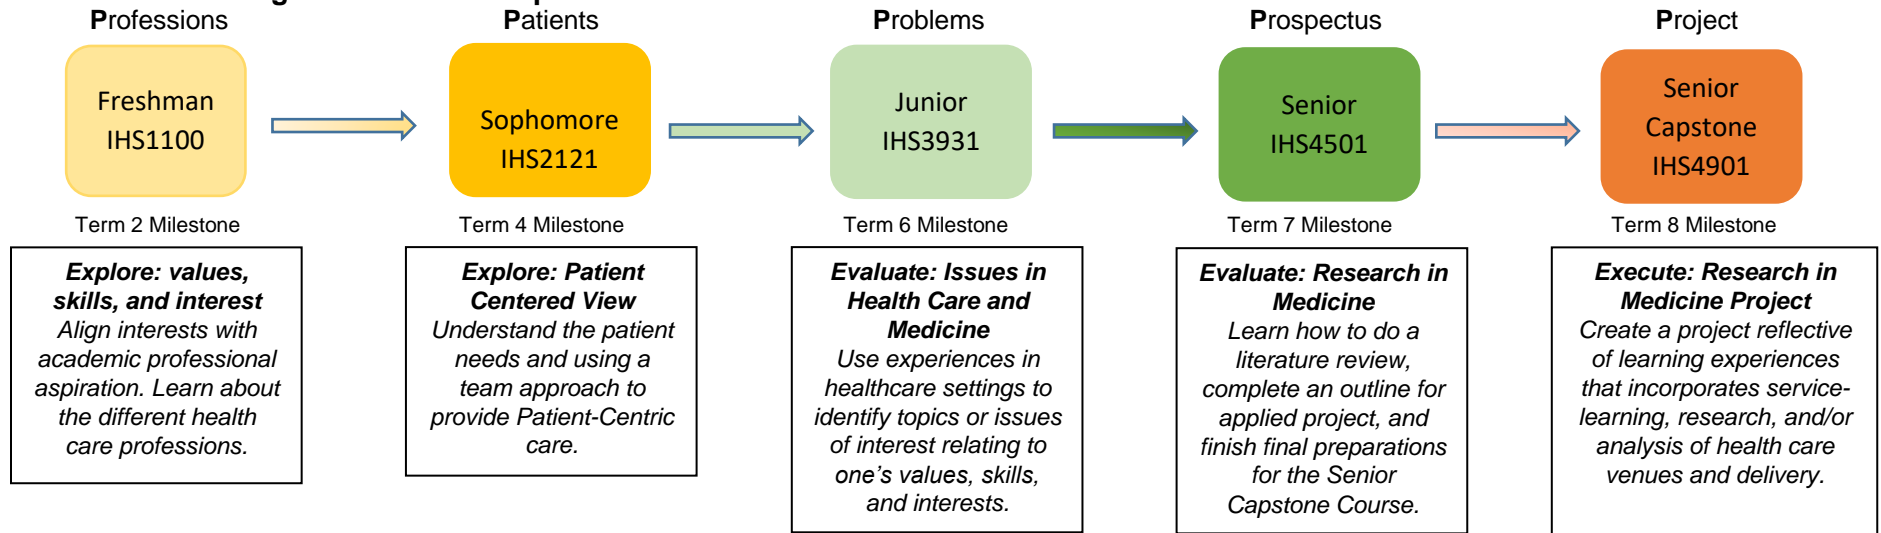 Professions
Patients
Problems
Prospectus
Project
Freshman
IHS1100
Sophomore
IHS2121
Junior
IHS3931
Senior
IHS4501
Senior
Capstone
IHS4901
Term 2 Milestone
Term 4 Milestone
Term 6 Milestone
Term 7 Milestone
Term 8 Milestone
Explore: values,
skills, and interest
Align interests with
academic professional
aspiration. Learn about
the different health
care professions.
Explore: Patient
Centered View
Understand the patient
needs and using a
team approach to
provide Patient-Centric
care.
Evaluate: Issues in
Health Care and
Medicine
Use experiences in
healthcare settings to
identify topics or issues
of interest relating to
one’s values, skills,
and interests.
Evaluate: Research in
Medicine
Learn how to do a
literature review,
complete an outline for
applied project, and
finish final preparations
for the Senior
Capstone Course.
Execute: Research in
Medicine Project
Create a project reflective
of learning experiences
that incorporates service-
learning, research, and/or
analysis of health care
venues and delivery.